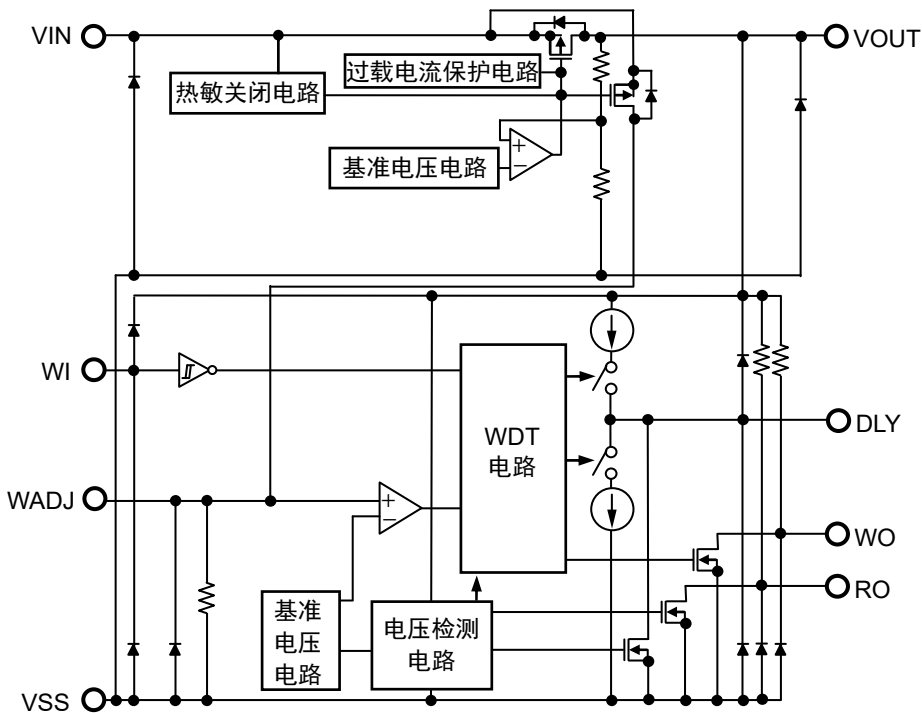 VIN
VOUT
过载电流保护电路
热敏关闭电路
+
−
基准电压电路
WI
WDT
电路
DLY
WADJ
+
−
WO
RO
基准
电压
电路
电压检测
电路
VSS